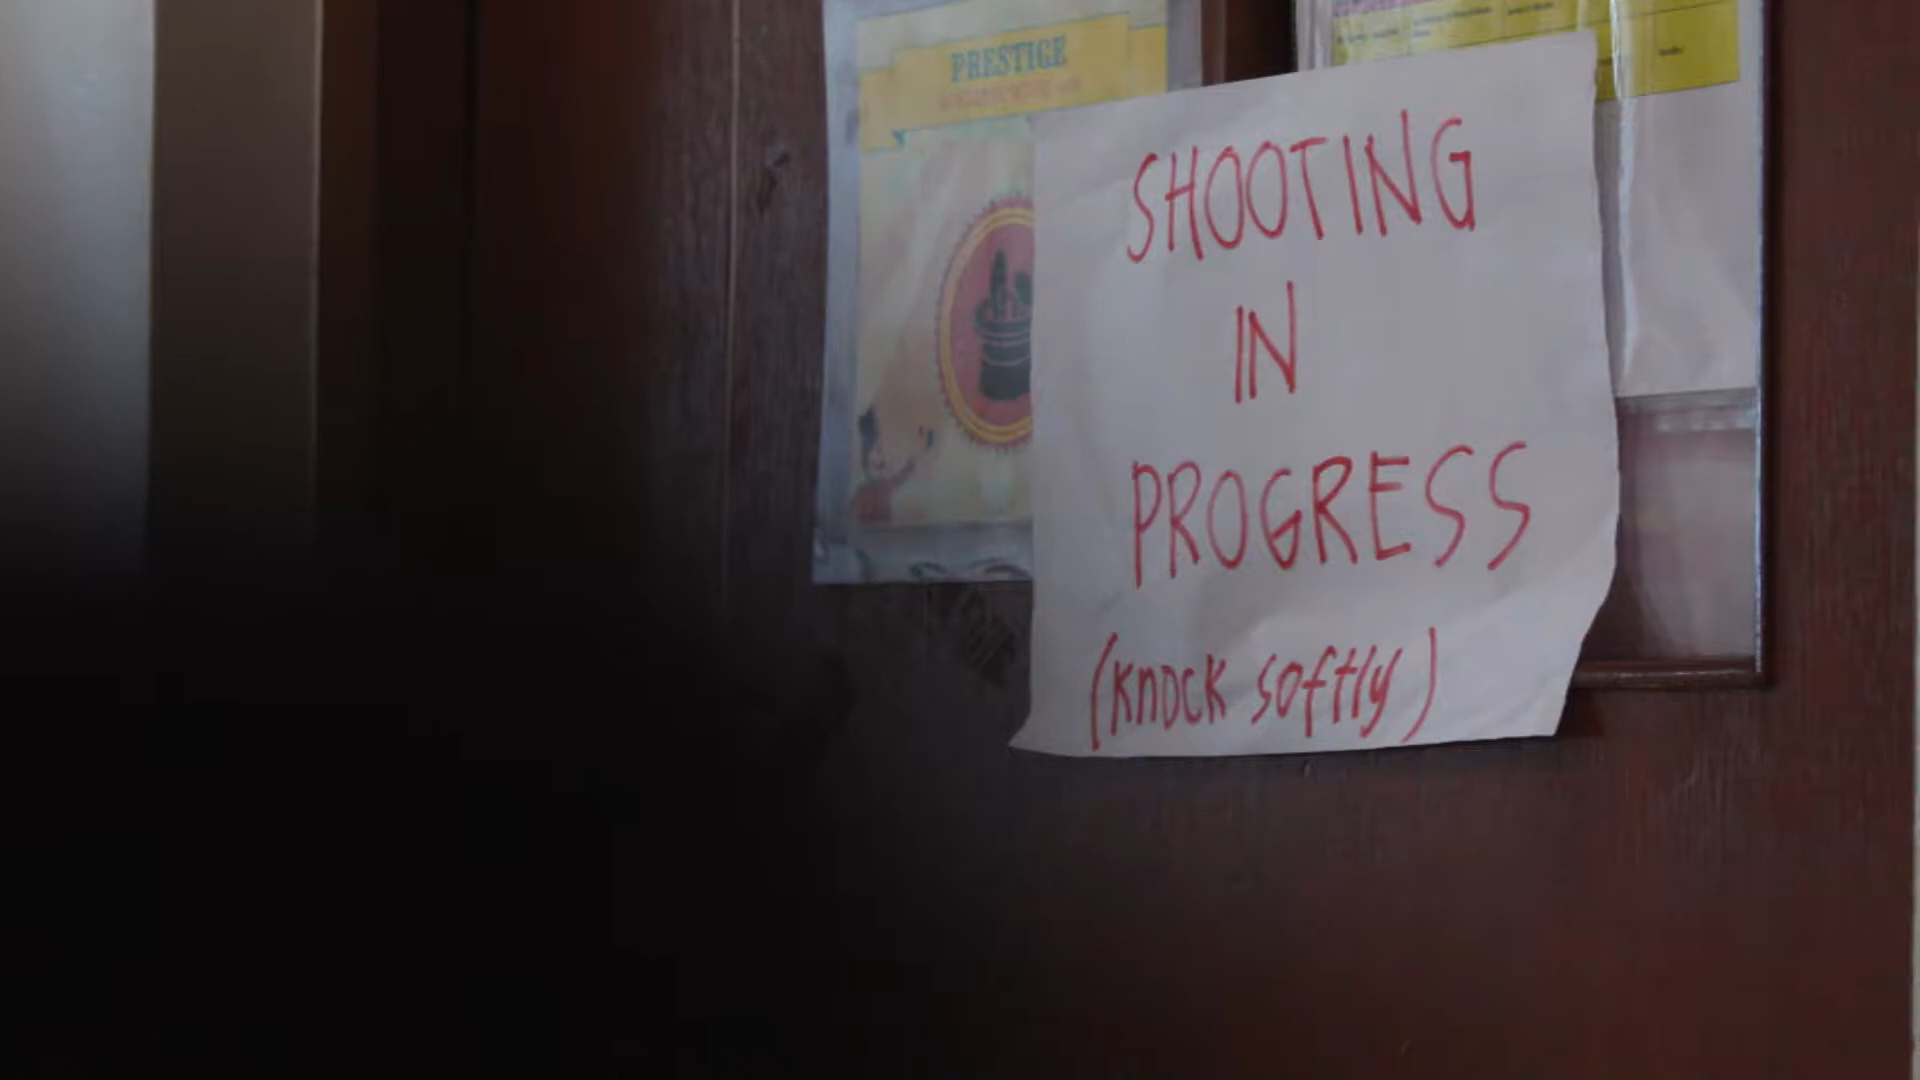 PRESTIGE
SHOOTING
IN
PROGRESS
(Knock softly)